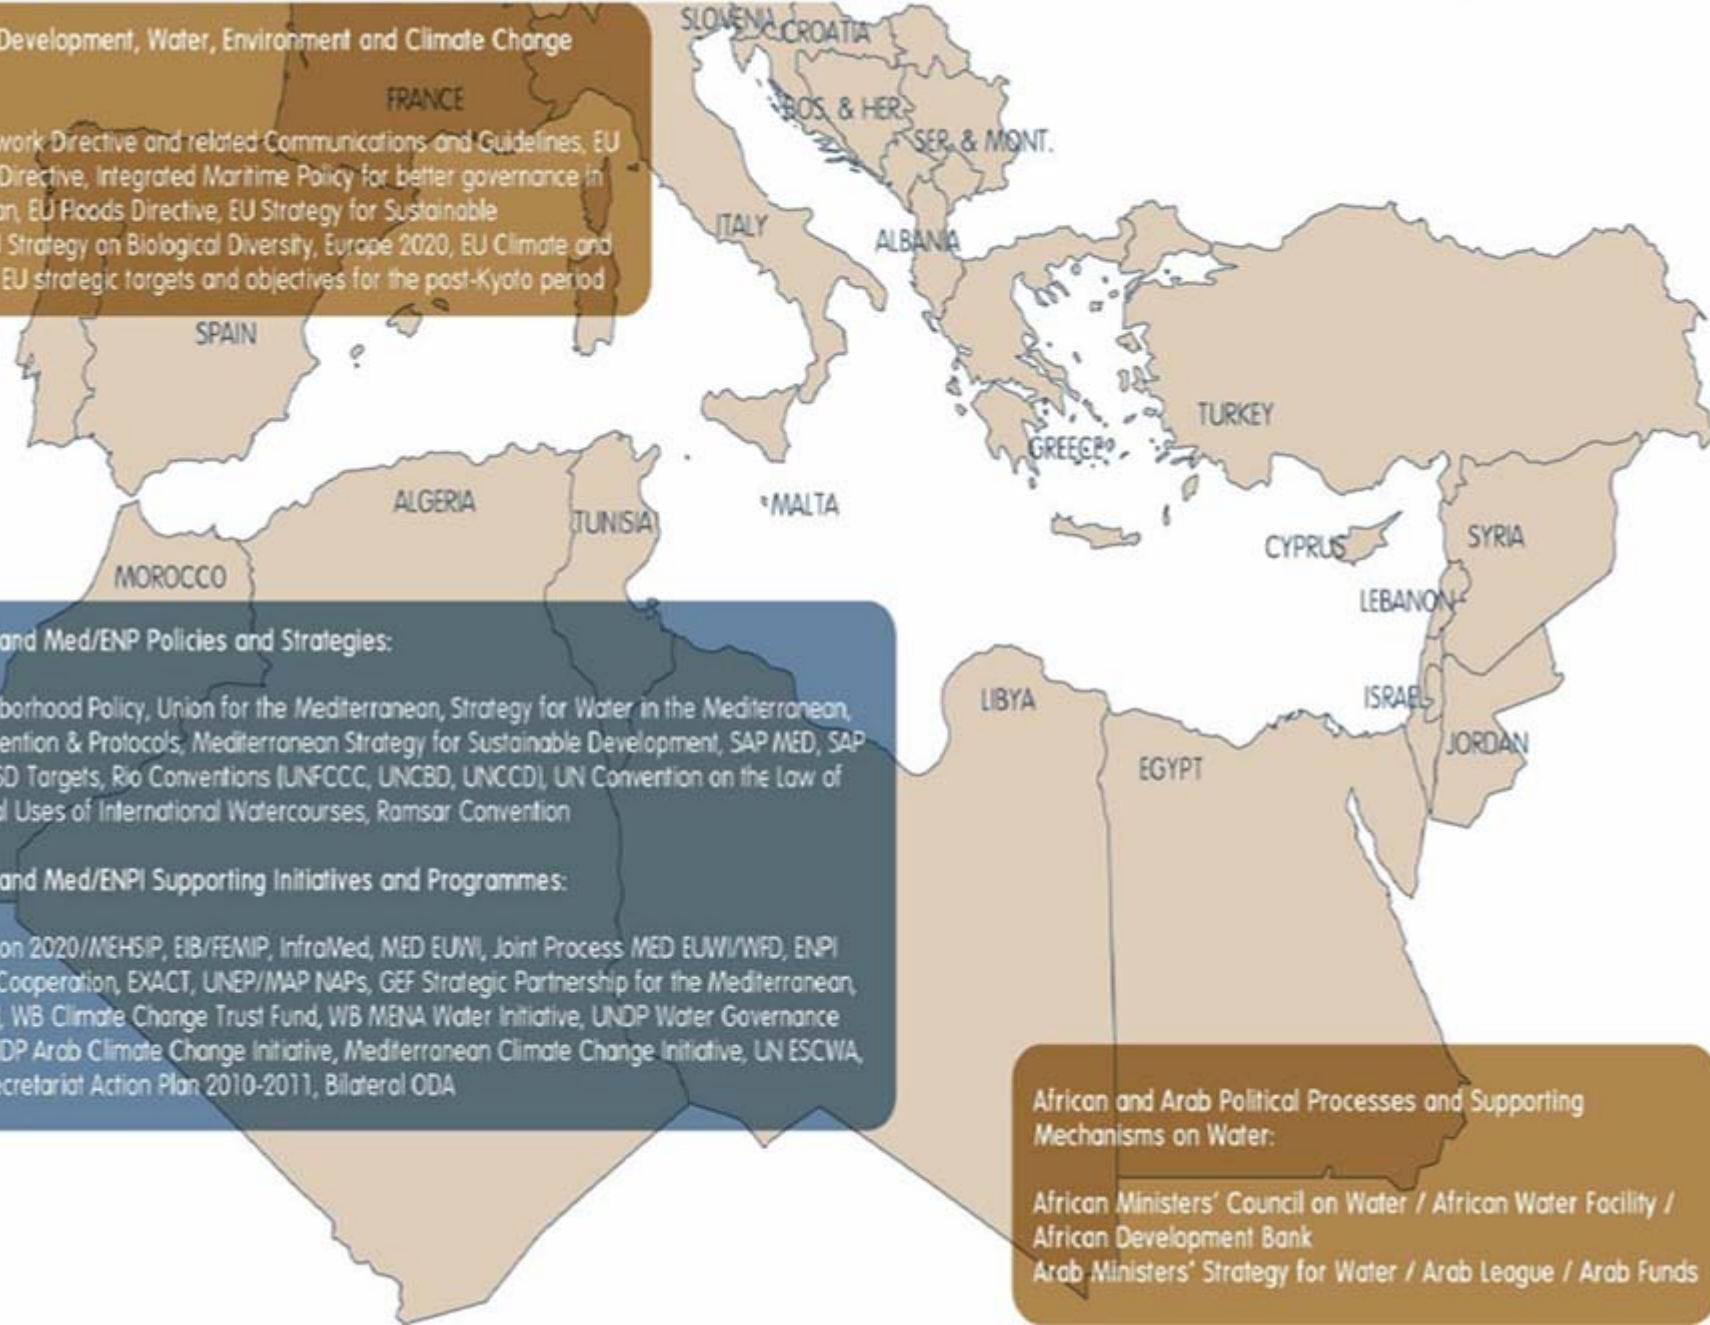 SLOVENIA
CROATIA
Development, Water, Environment and Climate Change
FRANCE
BOS. & HER.
SER. & MONT.
work Directive and related Communications and Guidelines, EU
Directive, Integrated Maritime Policy for better governance in
an, EU Floods Directive, EU Strategy for Sustainable
Strategy on Biological Diversity, Europe 2020, EU Climate and
EU strategic targets and objectives for the post-Kyoto period
ITALY
ALBANIA
SPAIN
TURKEY
GREECE
ALGERIA
TUNISIA
MALTA
CYPRUS
SYRIA
MOROCCO
LEBANON
and Med/ENP Policies and Strategies:
borhood Policy, Union for the Mediterranean, Strategy for Water in the Mediterranean,
ention & Protocols, Mediterranean Strategy for Sustainable Development, SAP MED, SAP
SD Targets, Rio Conventions (UNFCCC, UNCBD, UNCCD), UN Convention on the Law of
l Uses of International Watercourses, Ramsar Convention
LIBYA
ISRAEL
JORDAN
EGYPT
and Med/ENPI Supporting Initiatives and Programmes:
on 2020/MEHSIP, EIB/FEMIP, InfraMed, MED EUWI, Joint Process MED EUWI/WFD, ENPI
Cooperation, EXACT, UNEP/MAP NAPs, GEF Strategic Partnership for the Mediterranean,
, WB Climate Change Trust Fund, WB MENA Water Initiative, UNDP Water Governance
DP Arab Climate Change Initiative, Mediterranean Climate Change Initiative, UN ESCWA,
ecretariat Action Plan 2010-2011, Bilateral ODA
African and Arab Political Processes and Supporting
Mechanisms on Water:
African Ministers' Council on Water / African Water Facility /
African Development Bank
Arab Ministers' Strategy for Water / Arab League / Arab Funds